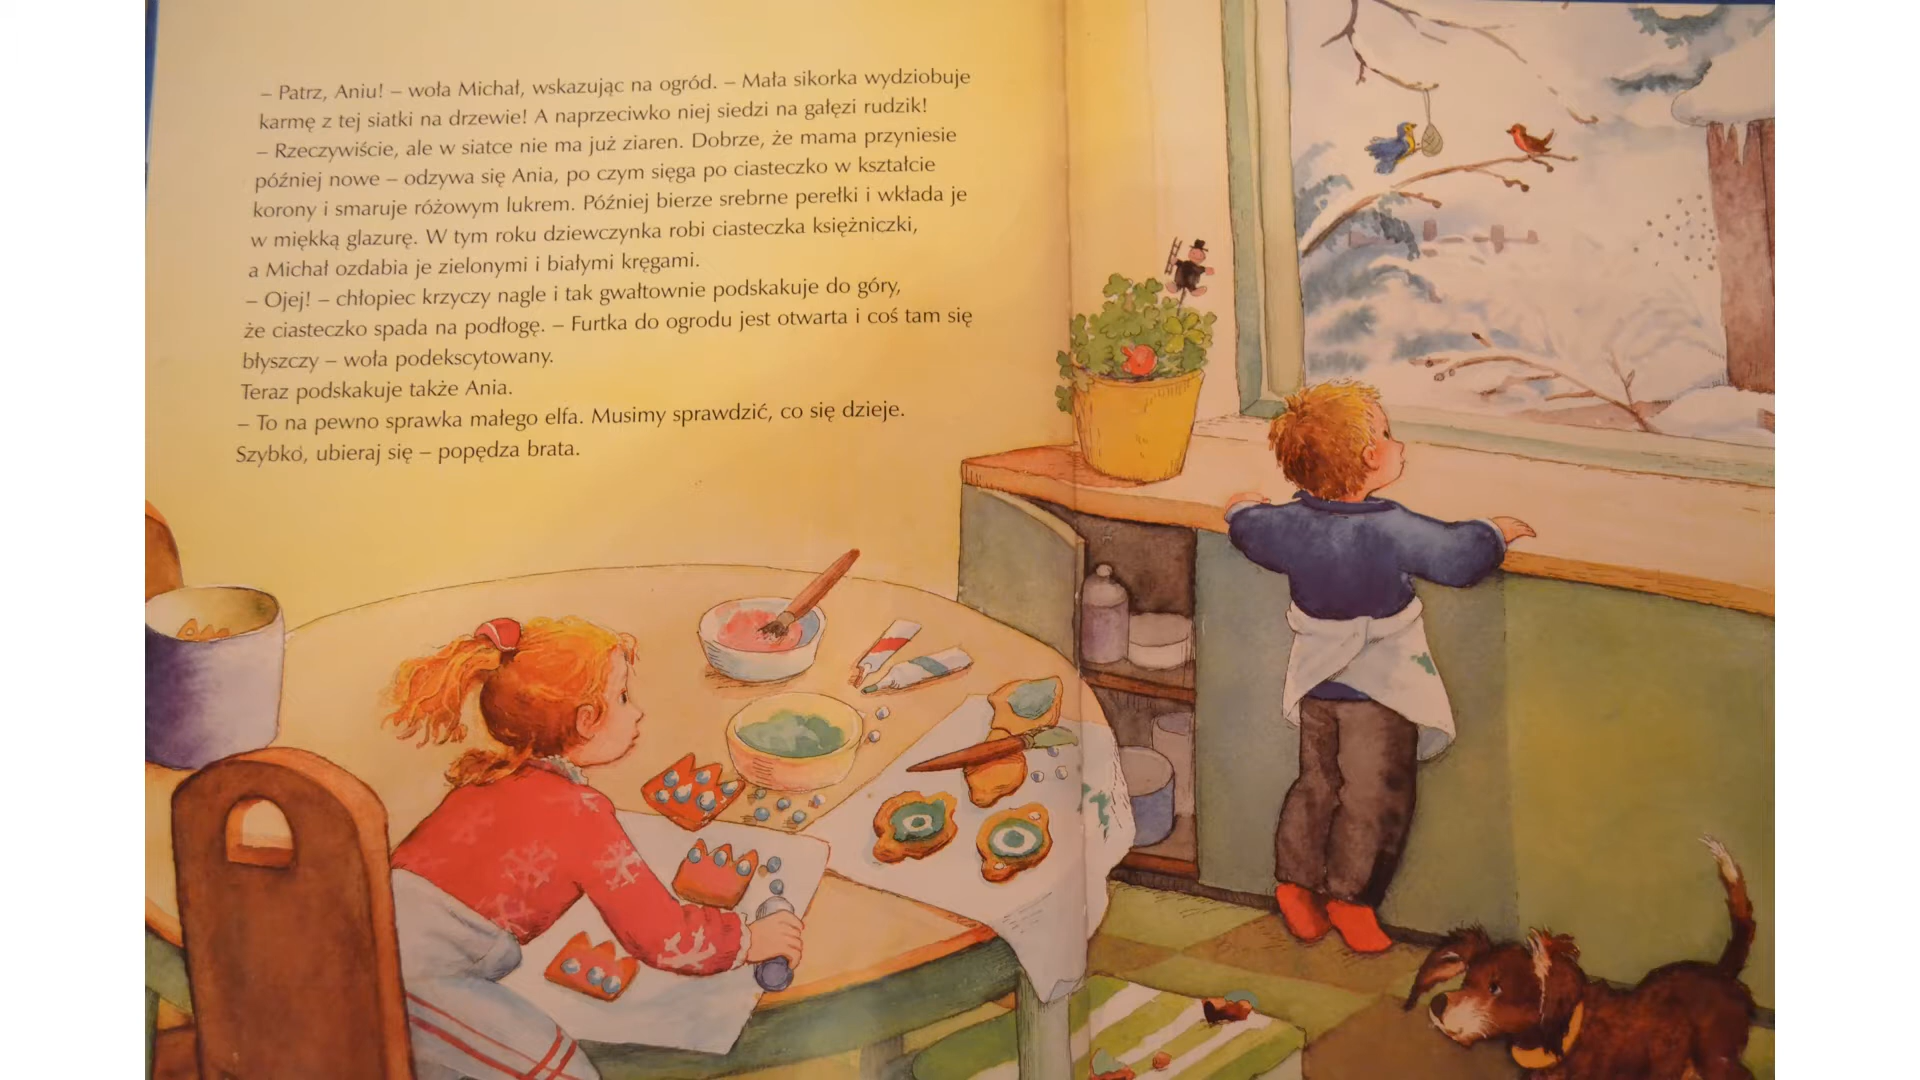 – Patrz, Aniu! – woła Michał, wskazując na ogród. – Mała sikorka wydziobuje
karmę z tej siatki na drzewie! A naprzeciwko niej siedzi na gałęzi rudzik!
– Rzeczywiście, ale w siatce nie ma już ziaren. Dobrze, że mama przyniesie
później nowe – odzywa się Ania, po czym sięga po ciasteczko w kształcie
korony i smaruje różowym lukrem. Później bierze srebrne perełki i wkłada je
w miękką glazurę. W tym roku dziewczynka robi ciasteczka księżniczki,
a Michał ozdabia je zielonymi i białymi kręgami.
– Ojej! – chłopiec krzyczy nagle i tak gwałtownie podskakuje do góry,
że ciasteczko spada na podłogę. – Furtka do ogrodu jest otwarta i coś tam się
błyszczy – woła podekscytowany.
Teraz podskakuje także Ania.
– To na pewno sprawka małego elfa. Musimy sprawdzić, co się dzieje.
Szybko, ubieraj się – popędza brata.